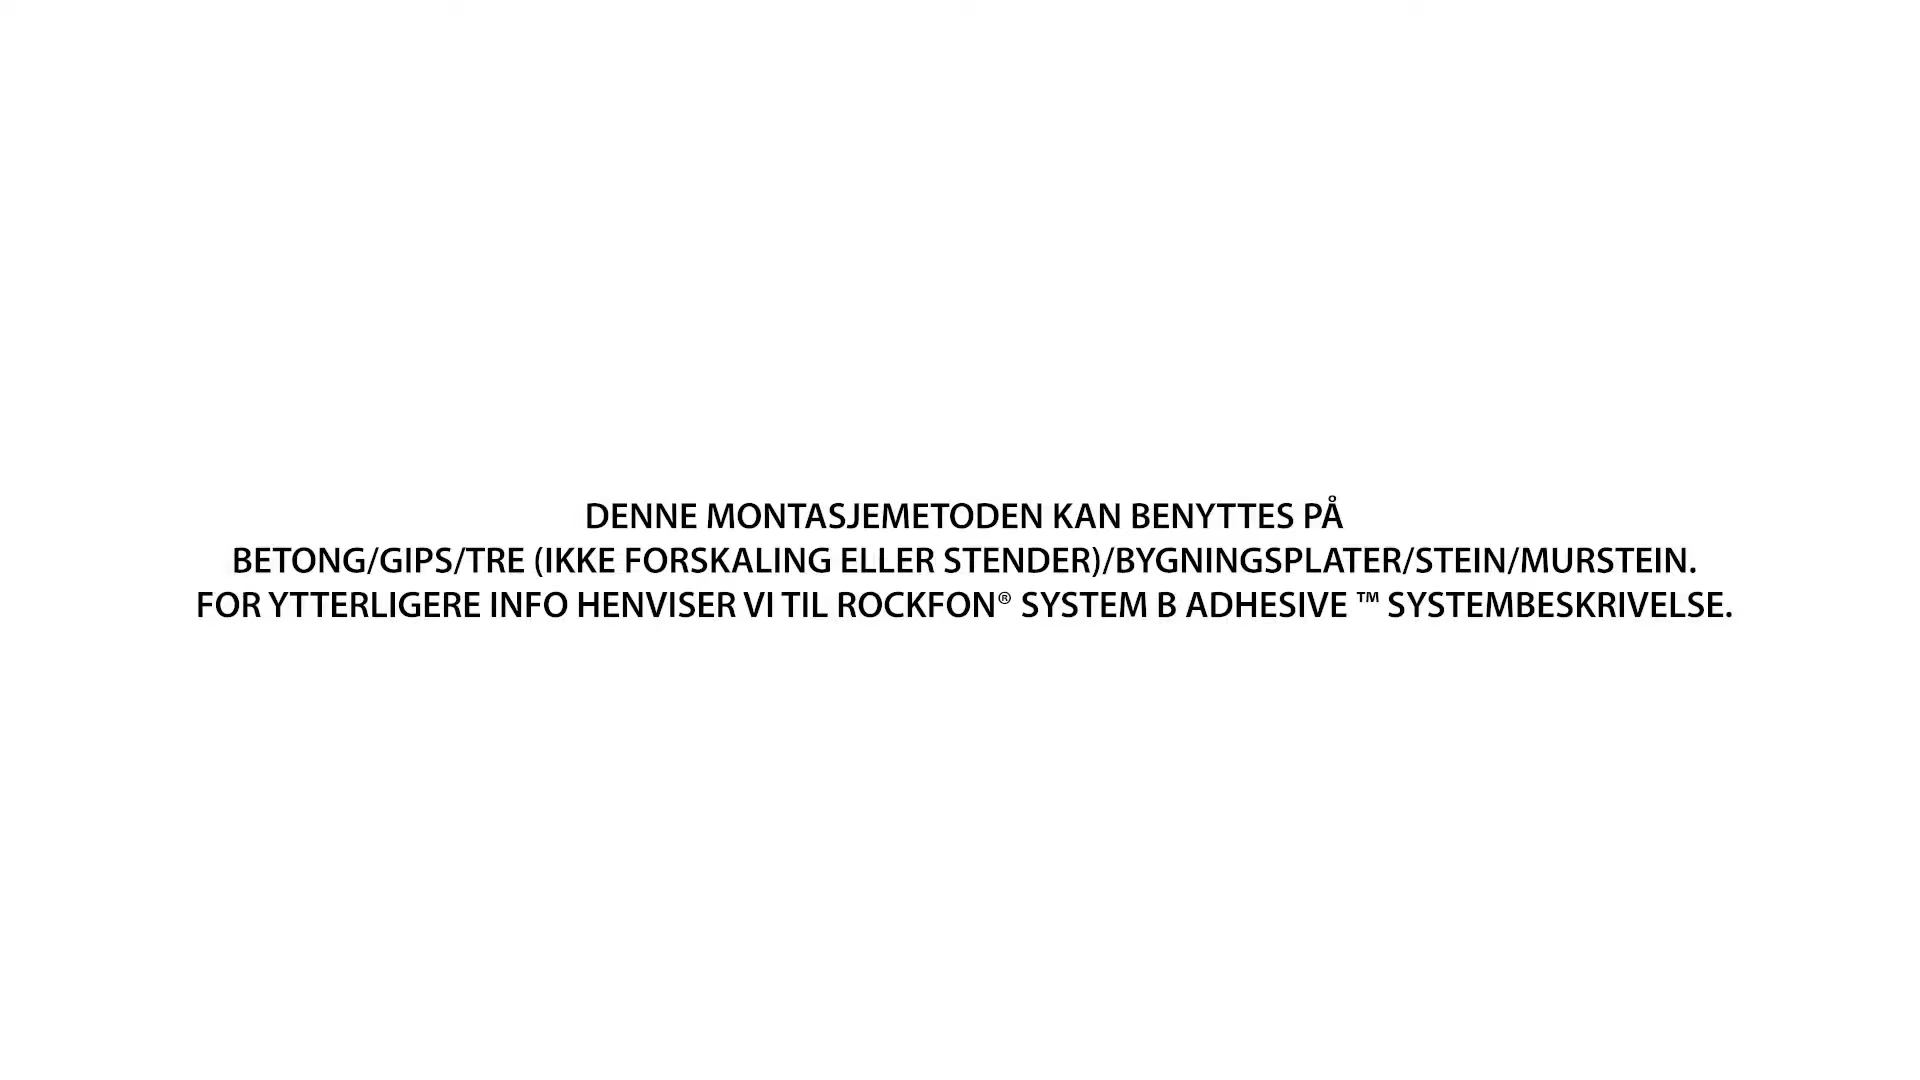 DENNE MONTASJEMETODEN KAN BENYTTES PÅ
BETONG/GIPS/TRE (IKKE FORSKALING ELLER STENDER)/BYGNINGSPLATER/STEIN/MURSTEIN.
FOR YTTERLIGERE INFO HENVISER VI TIL ROCKFON® SYSTEM B ADHESIVE ™ SYSTEMBESKRIVELSE.